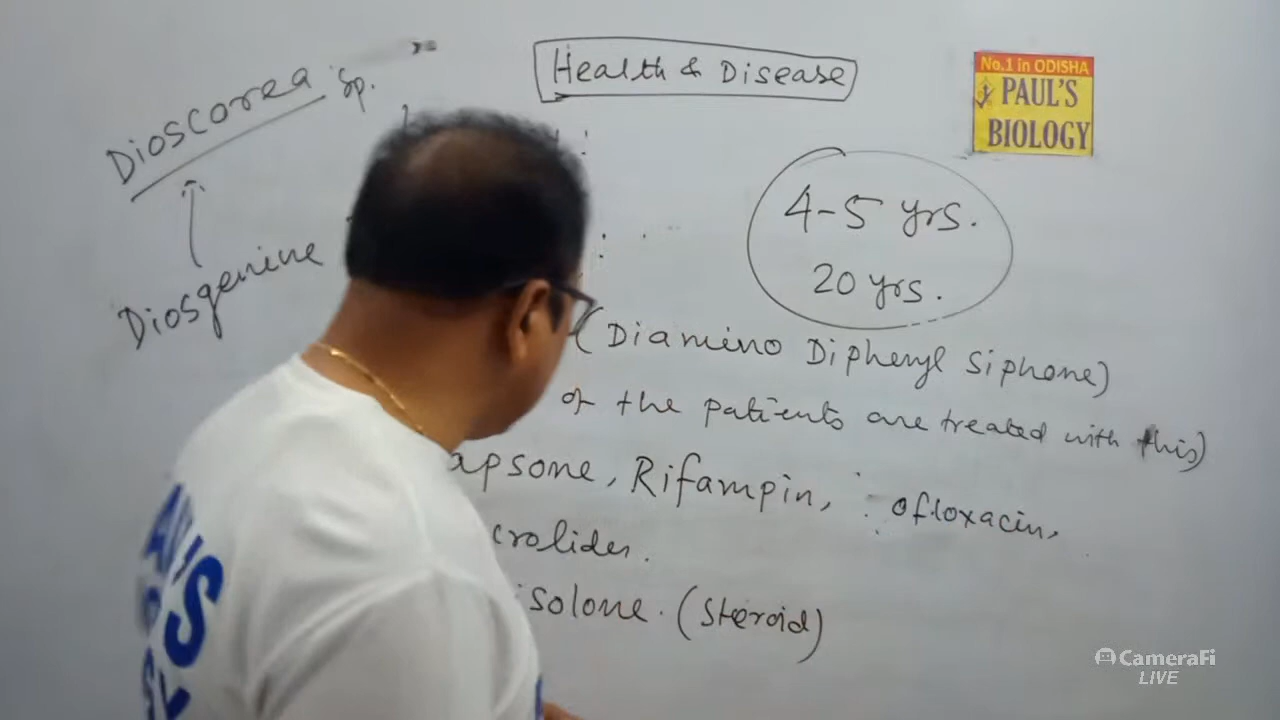 Health & Disease
No.1 in ODISHA
PAUL'S
BIOLOGY
Dioscorea sp.
Diosgenine
4-5 yrs.
20 yrs.
(Diamino Diphenyl Siphone)
of the patients are treated with this)
apsone, Rifampin, ofloxacin,
crolides.
isolone. (Steroid)
CameraFi
LIVE